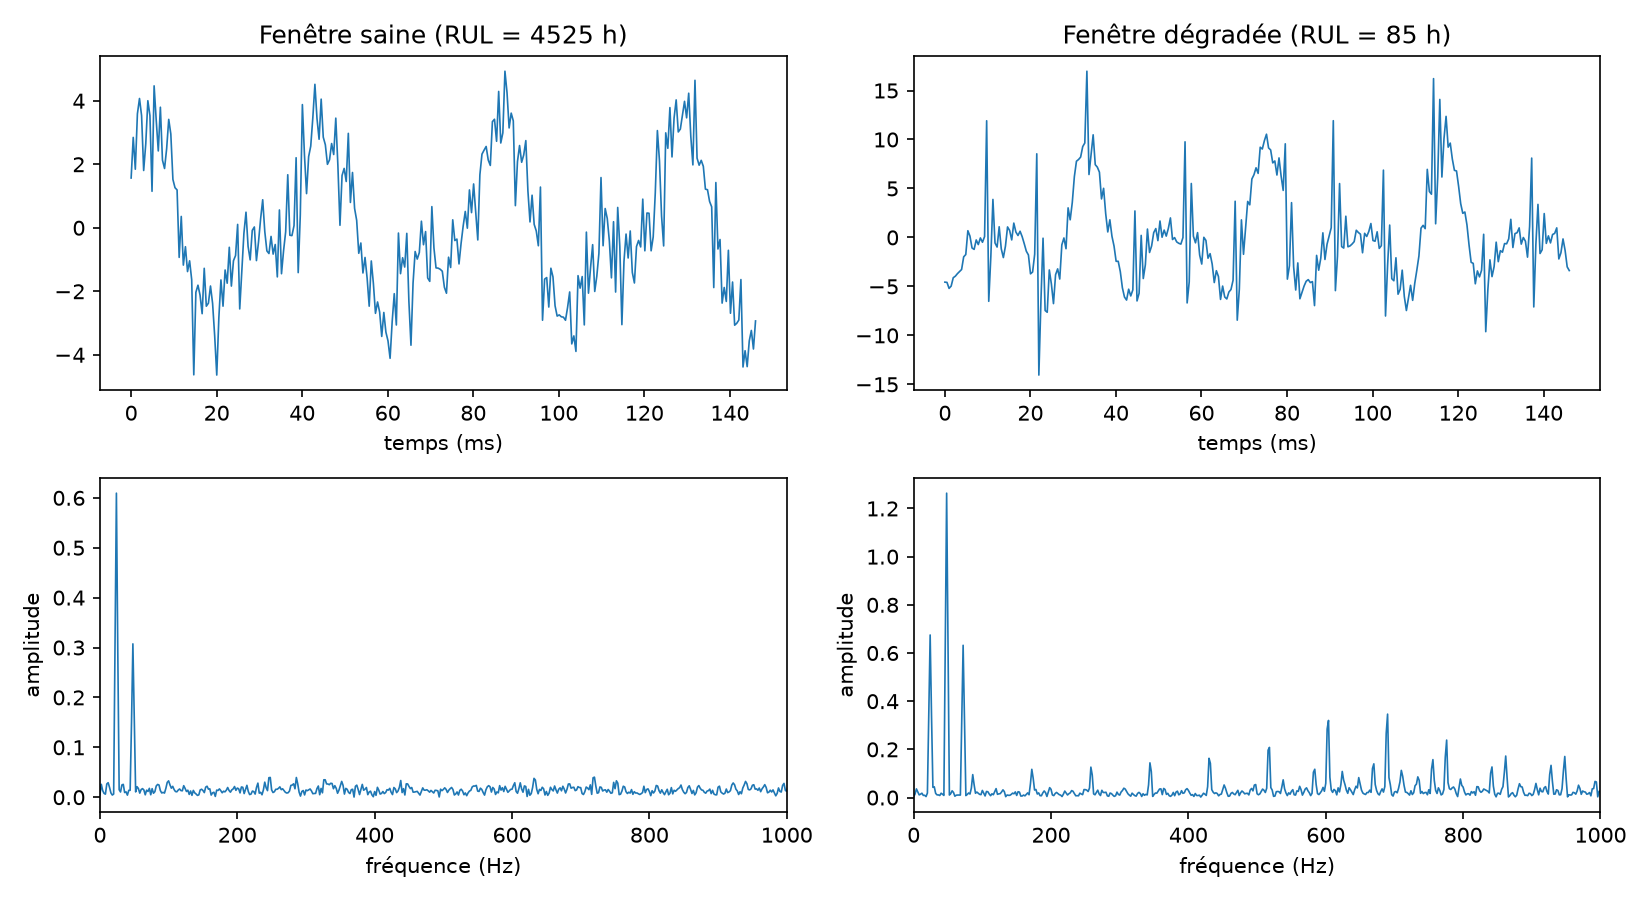 Fenêtre saine (RUL = 4525 h)
4
2
0
−2
−4
0 20 40 60 80 100 120 140
temps (ms)
Fenêtre dégradée (RUL = 85 h)
15
10
5
0
−5
−10
−15
0 20 40 60 80 100 120 140
temps (ms)
amplitude
0.6
0.5
0.4
0.3
0.2
0.1
0.0
0 200 400 600 800 1000
fréquence (Hz)
amplitude
1.2
1.0
0.8
0.6
0.4
0.2
0.0
0 200 400 600 800 1000
fréquence (Hz)